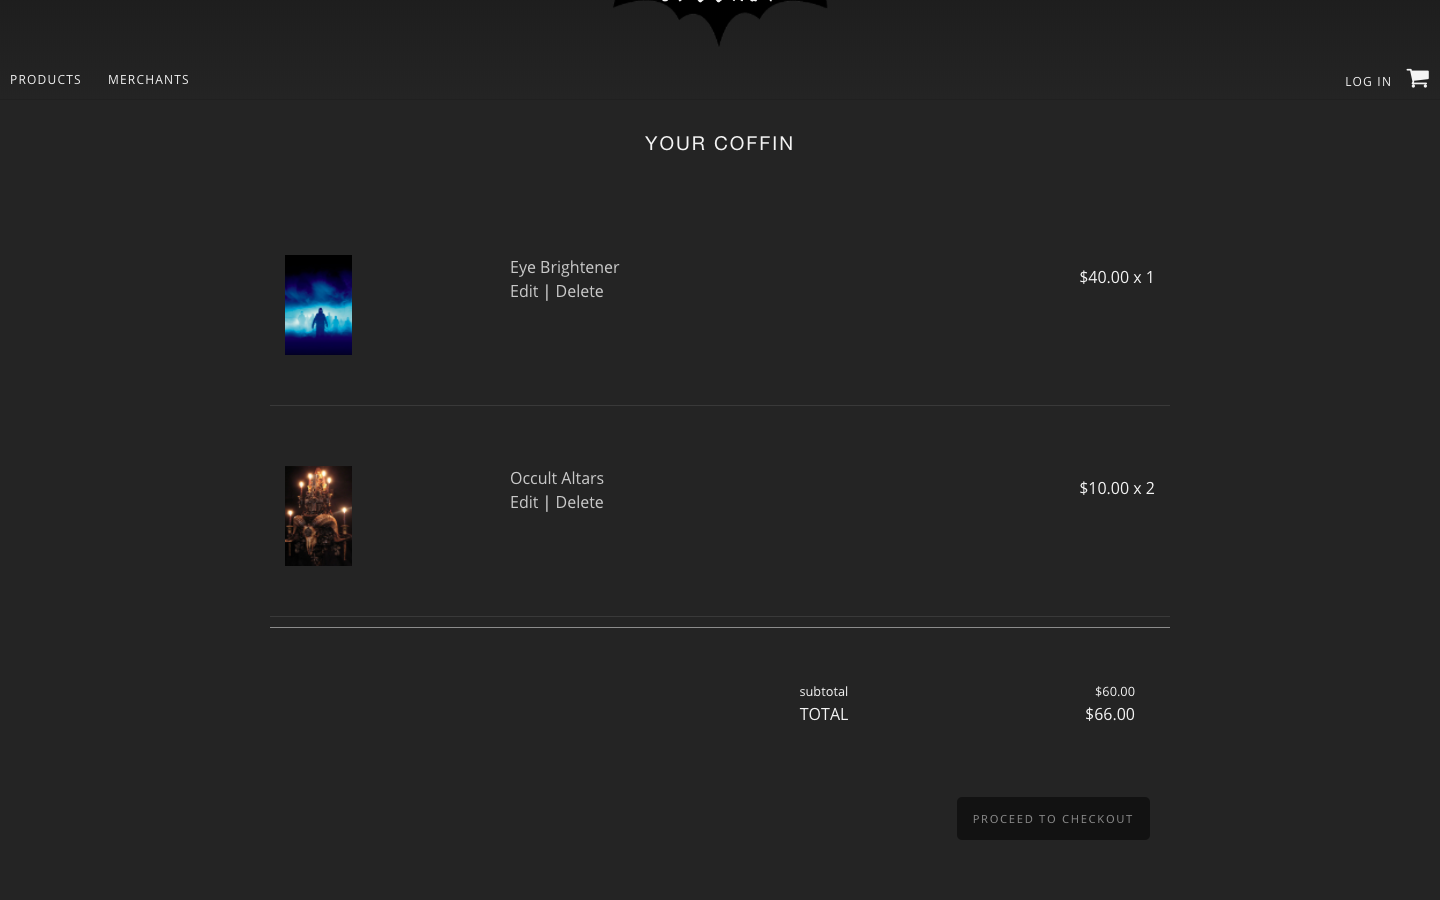 PRODUCTS MERCHANTS
LOG IN
YOUR COFFIN
Eye Brightener
Edit | Delete
$40.00 x 1
Occult Altars
Edit | Delete
$10.00 x 2
subtotal $60.00
TOTAL $66.00
PROCEED TO CHECKOUT